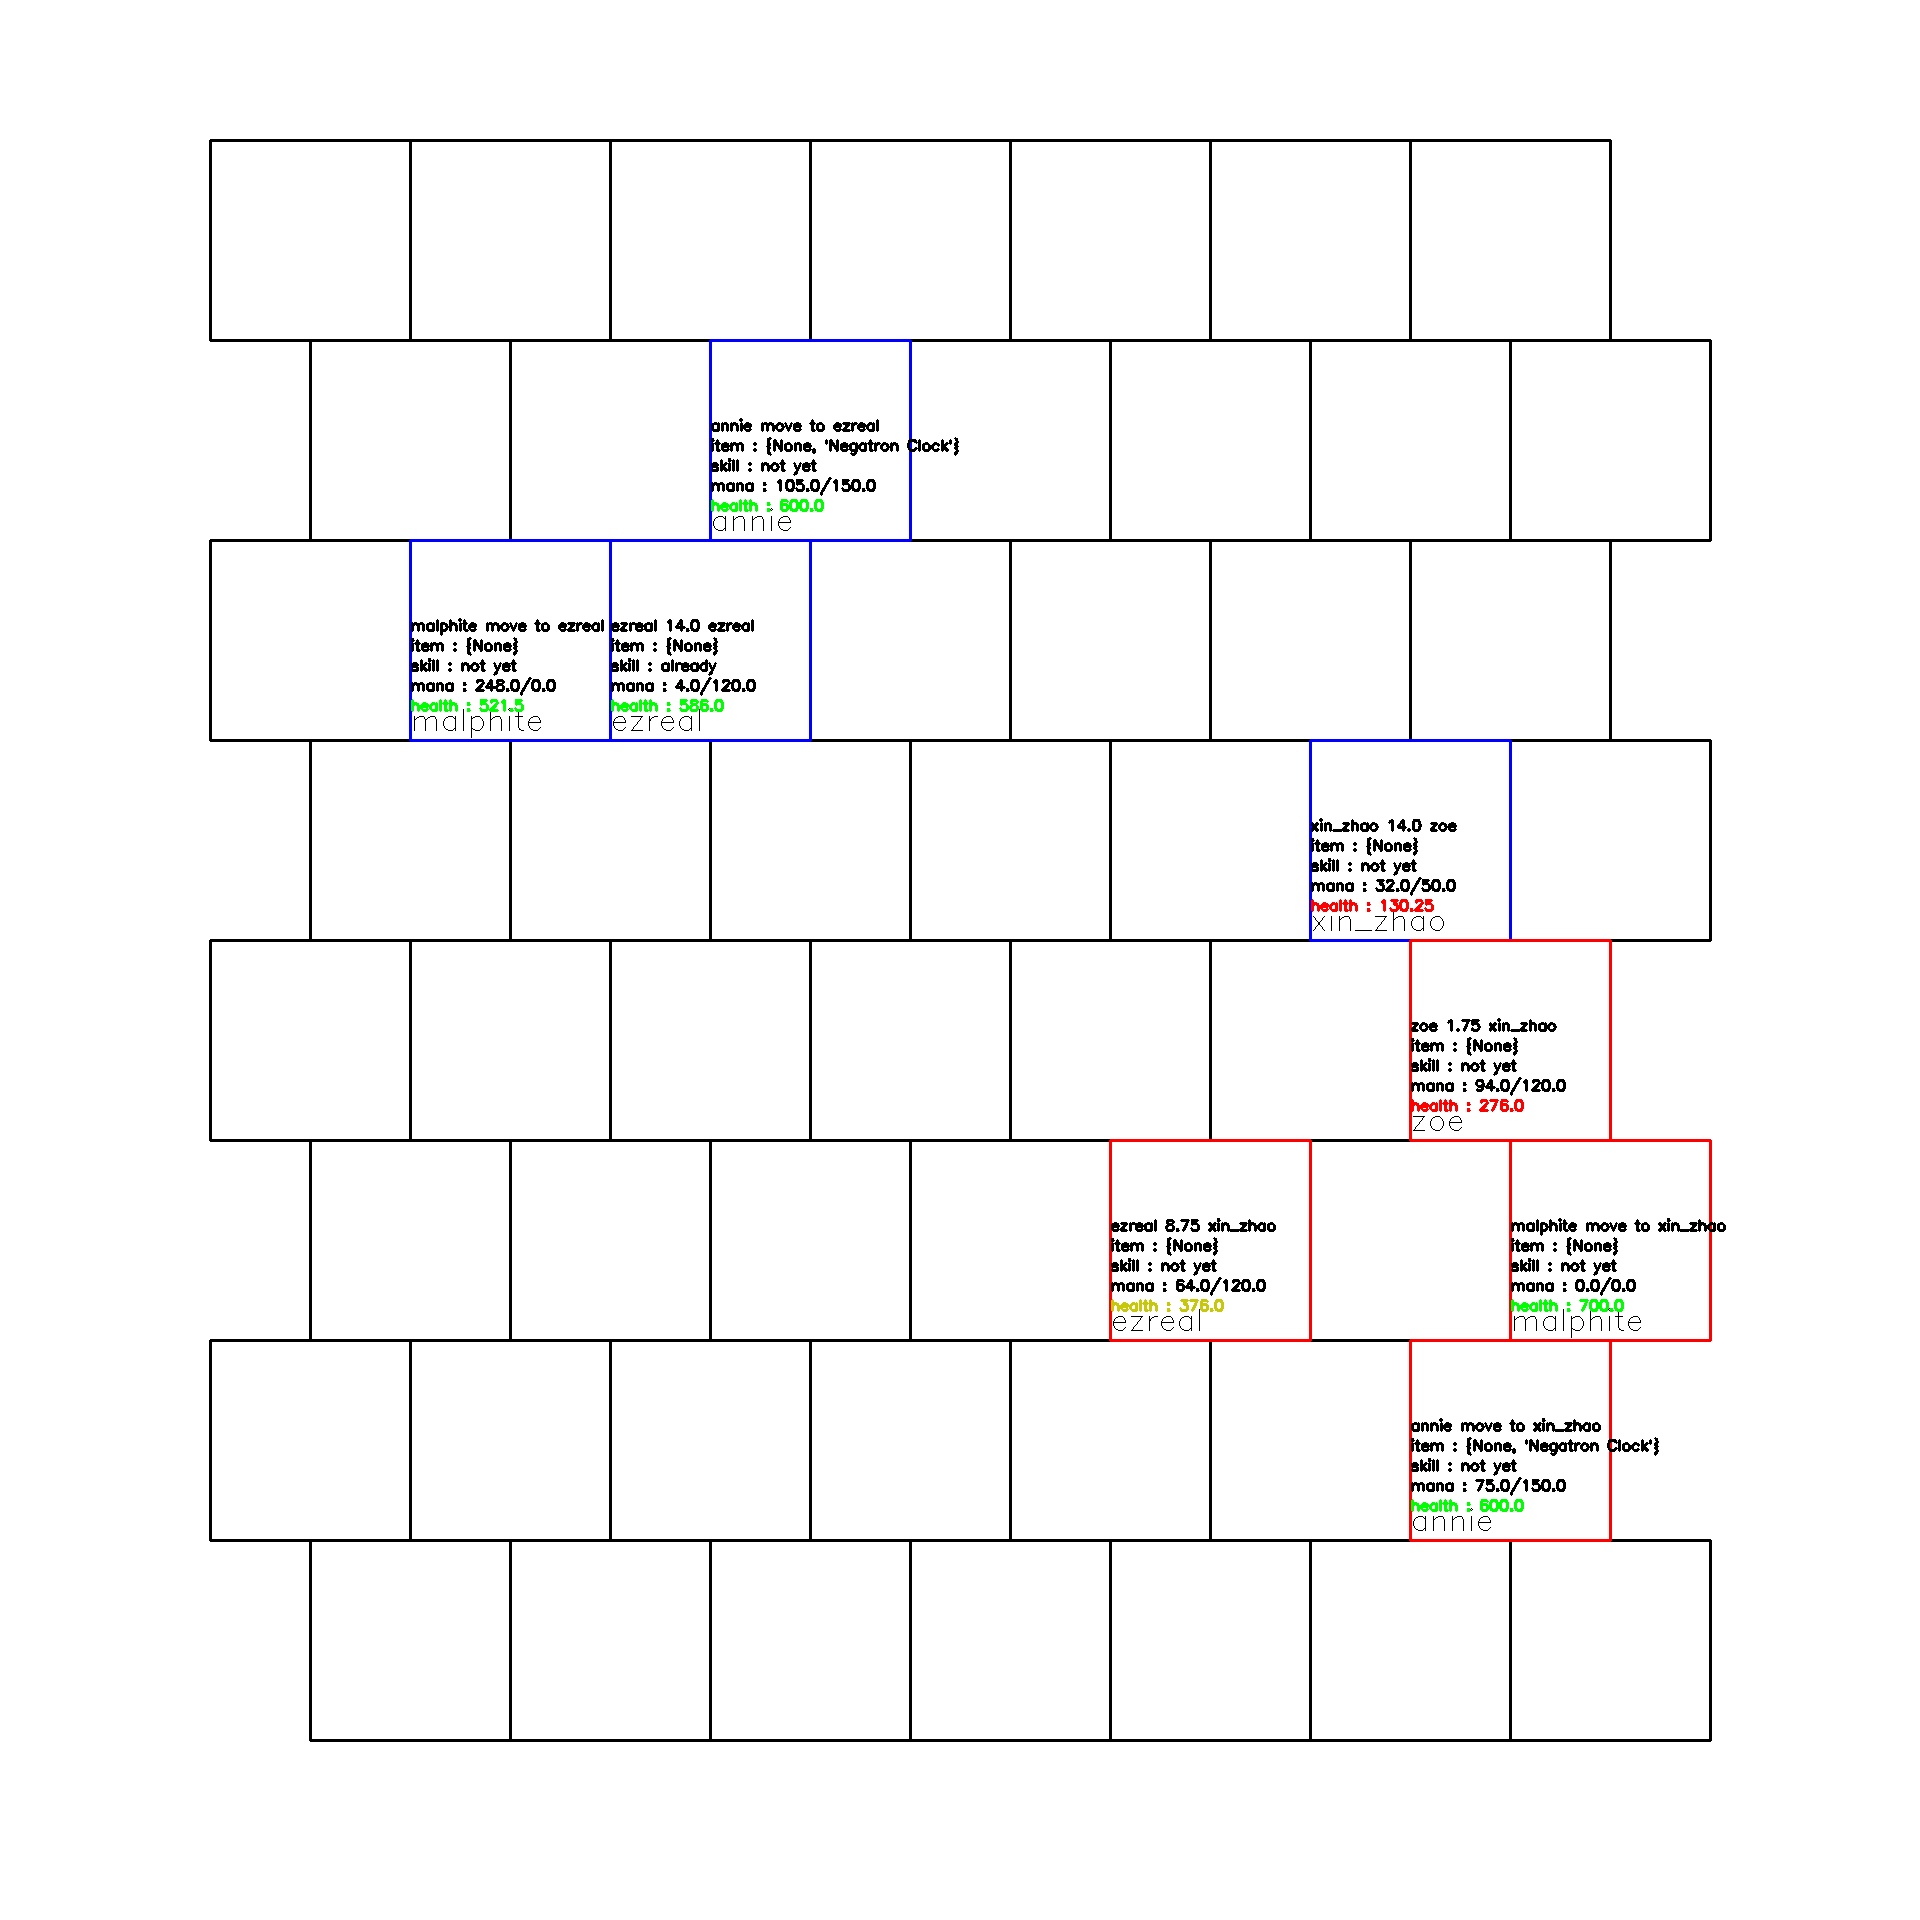 annie move to ezreal
item : {None, 'Negatron Clock'}
skill : not yet
mana : 105.0/150.0
health : 600.0
annie
malphite move to ezreal
item : {None}
skill : not yet
mana : 248.0/0.0
health : 521.5
malphite
ezreal 14.0 ezreal
item : {None}
skill : already
mana : 4.0/120.0
health : 586.0
ezreal
xin_zhao 14.0 zoe
item : {None}
skill : not yet
mana : 32.0/50.0
health : 130.25
xin_zhao
zoe 1.75 xin_zhao
item : {None}
skill : not yet
mana : 94.0/120.0
health : 276.0
zoe
ezreal 8.75 xin_zhao
item : {None}
skill : not yet
mana : 64.0/120.0
health : 376.0
ezreal
malphite move to xin_zhao
item : {None}
skill : not yet
mana : 0.0/0.0
health : 700.0
malphite
annie move to xin_zhao
item : {None, 'Negatron Clock'}
skill : not yet
mana : 75.0/150.0
health : 600.0
annie